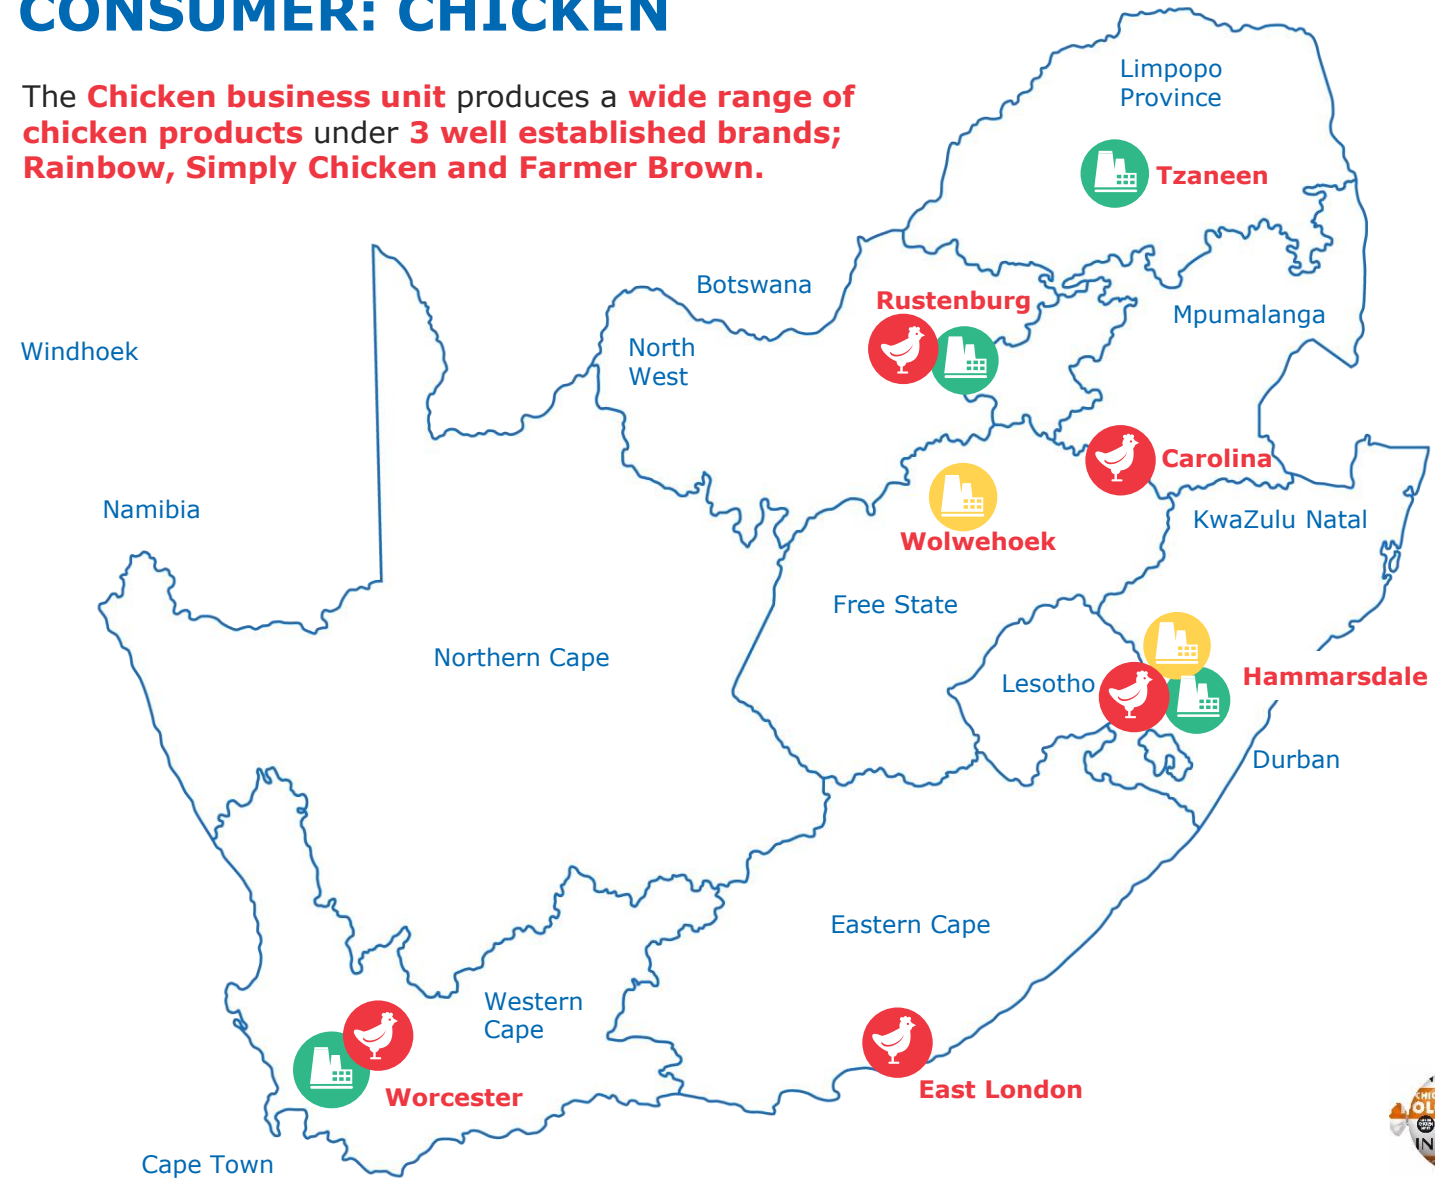 CONSUMER: CHICKEN
The Chicken business unit produces a wide range of
chicken products under 3 well established brands;
Rainbow, Simply Chicken and Farmer Brown.
Limpopo
Province
Tzaneen
Botswana
Rustenburg
Mpumalanga
Windhoek
North
West
Carolina
Namibia
KwaZulu Natal
Wolwehoek
Free State
Northern Cape
Lesotho
Hammarsdale
Durban
Eastern Cape
Western
Cape
East London
Worcester
Cape Town